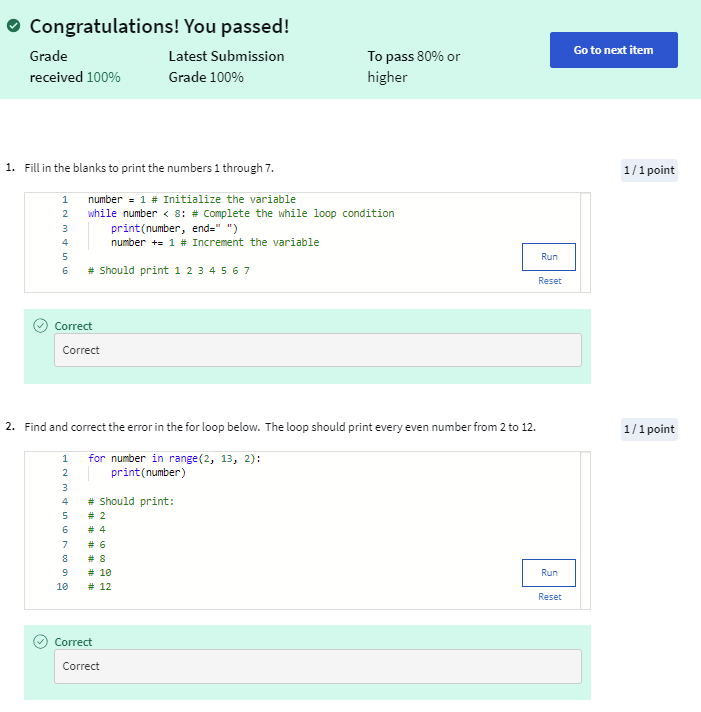 Congratulations! You passed!
Grade received 100%
Latest Submission Grade 100%
To pass 80% or higher
Go to next item
1. Fill in the blanks to print the numbers 1 through 7.
1 / 1 point
1 number = 1 # Initialize the variable
2 while number < 8: # Complete the while loop condition
3 print(number, end=" ")
4 number += 1 # Increment the variable
5
6 # Should print 1 2 3 4 5 6 7
Run
Reset
Correct
Correct
2. Find and correct the error in the for loop below. The loop should print every even number from 2 to 12.
1 / 1 point
1 for number in range(2, 13, 2):
2 print(number)
3
4 # Should print:
5 # 2
6 # 4
7 # 6
8 # 8
9 # 10
10 # 12
Run
Reset
Correct
Correct